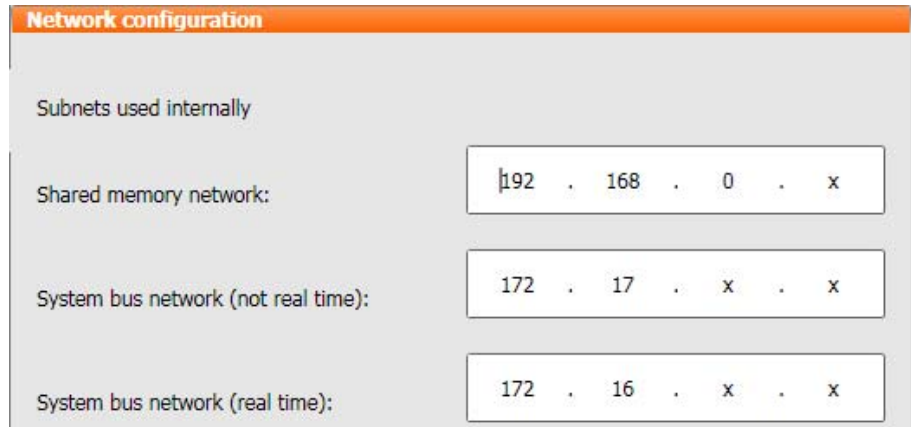 Network configuration
Subnets used internally
Shared memory network: 192 . 168 . 0 . x
System bus network (not real time): 172 . 17 . x . x
System bus network (real time): 172 . 16 . x . x